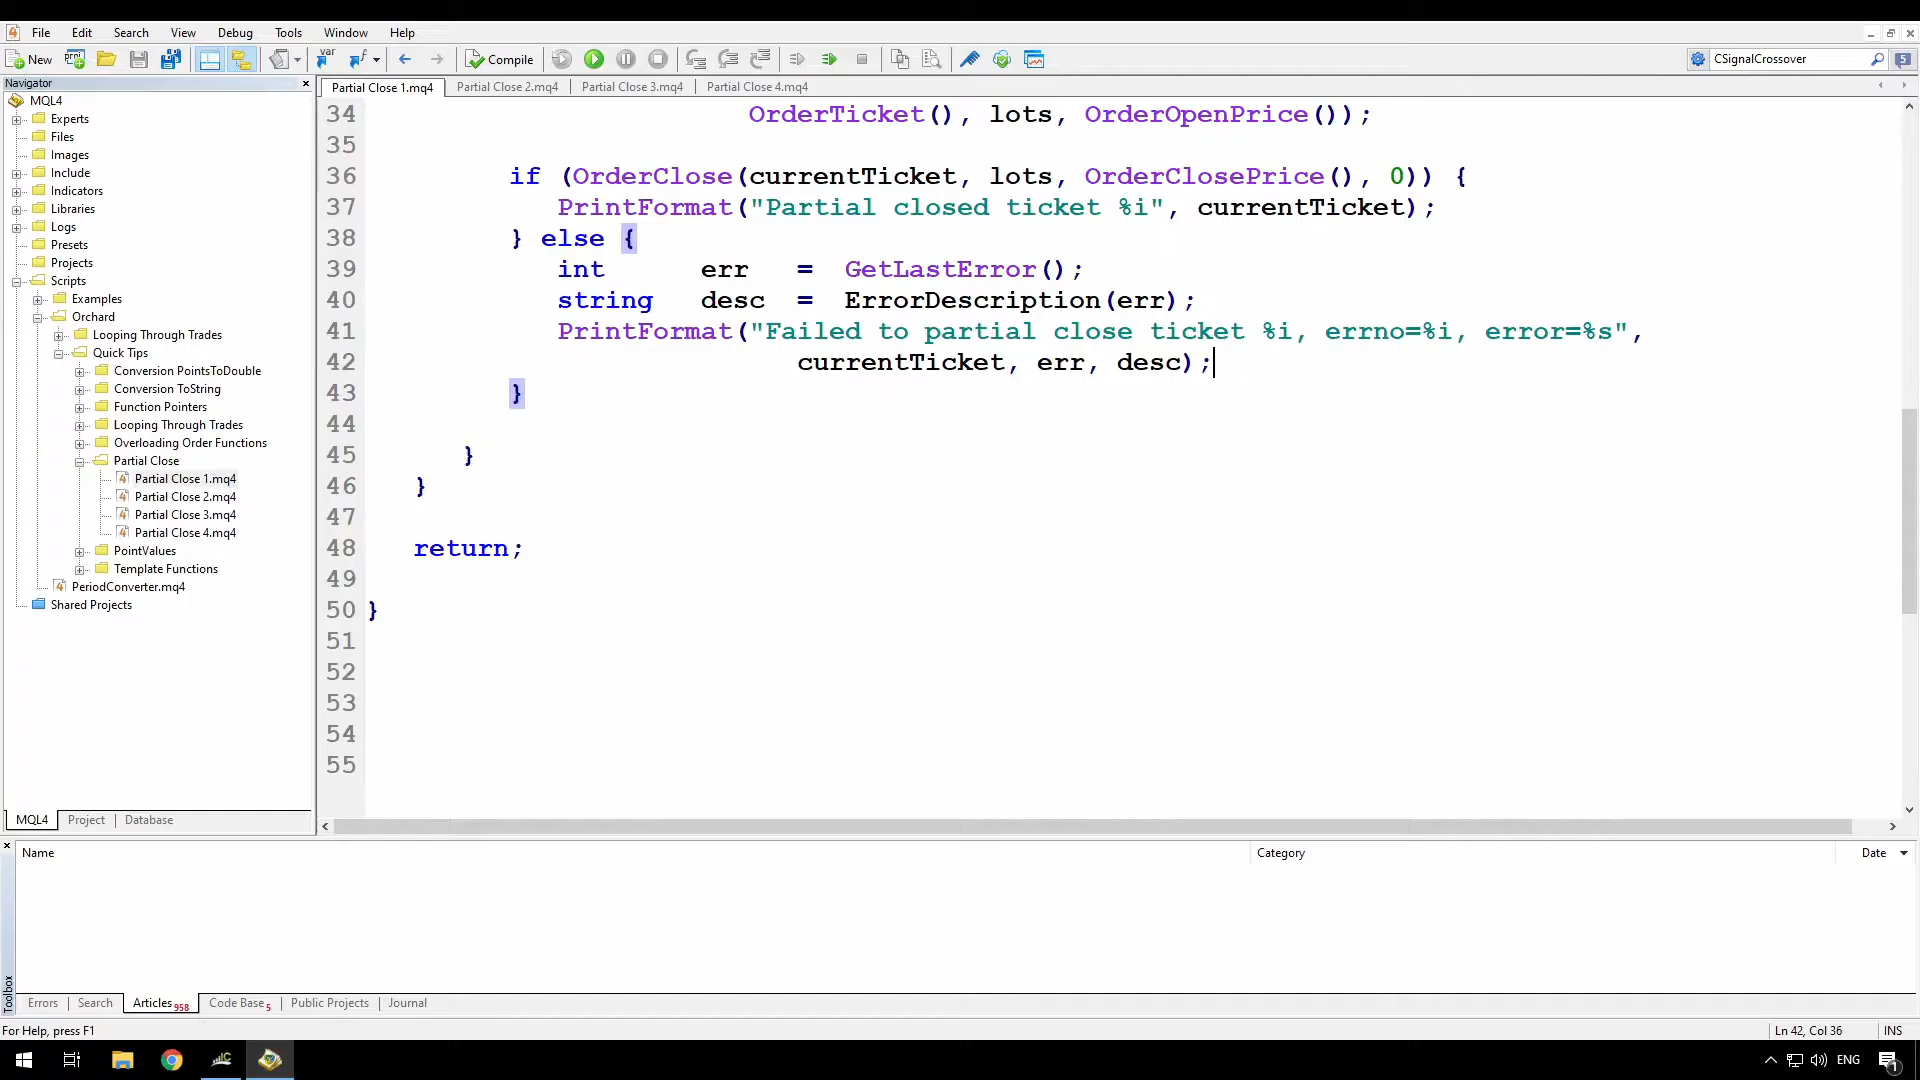 File Edit Search View Debug Tools Window Help
New Compile CSignalCrossover 5
Navigator
MQL4
Experts
Files
Images
Include
Indicators
Libraries
Logs
Presets
Projects
Scripts
Examples
Orchard
Looping Through Trades
Quick Tips
Conversion PointsToDouble
Conversion ToString
Function Pointers
Looping Through Trades
Overloading Order Functions
Partial Close
Partial Close 1.mq4
Partial Close 2.mq4
Partial Close 3.mq4
Partial Close 4.mq4
PointValues
Template Functions
PeriodConverter.mq4
Shared Projects
MQL4 Project Database
Partial Close 1.mq4 Partial Close 2.mq4 Partial Close 3.mq4 Partial Close 4.mq4
34 OrderTicket(), lots, OrderOpenPrice());
35
36 if (OrderClose(currentTicket, lots, OrderClosePrice(), 0)) {
37 PrintFormat("Partial closed ticket %i", currentTicket);
38 } else {
39 int err = GetLastError();
40 string desc = ErrorDescription(err);
41 PrintFormat("Failed to partial close ticket %i, errno=%i, error=%s",
42 currentTicket, err, desc);
43 }
44
45 }
46 }
47
48 return;
49
50 }
51
52
53
54
55
Name Category Date
Toolbox
Errors Search Articles 958 Code Base 5 Public Projects Journal
For Help, press F1 Ln 42, Col 36 INS
ENG 1